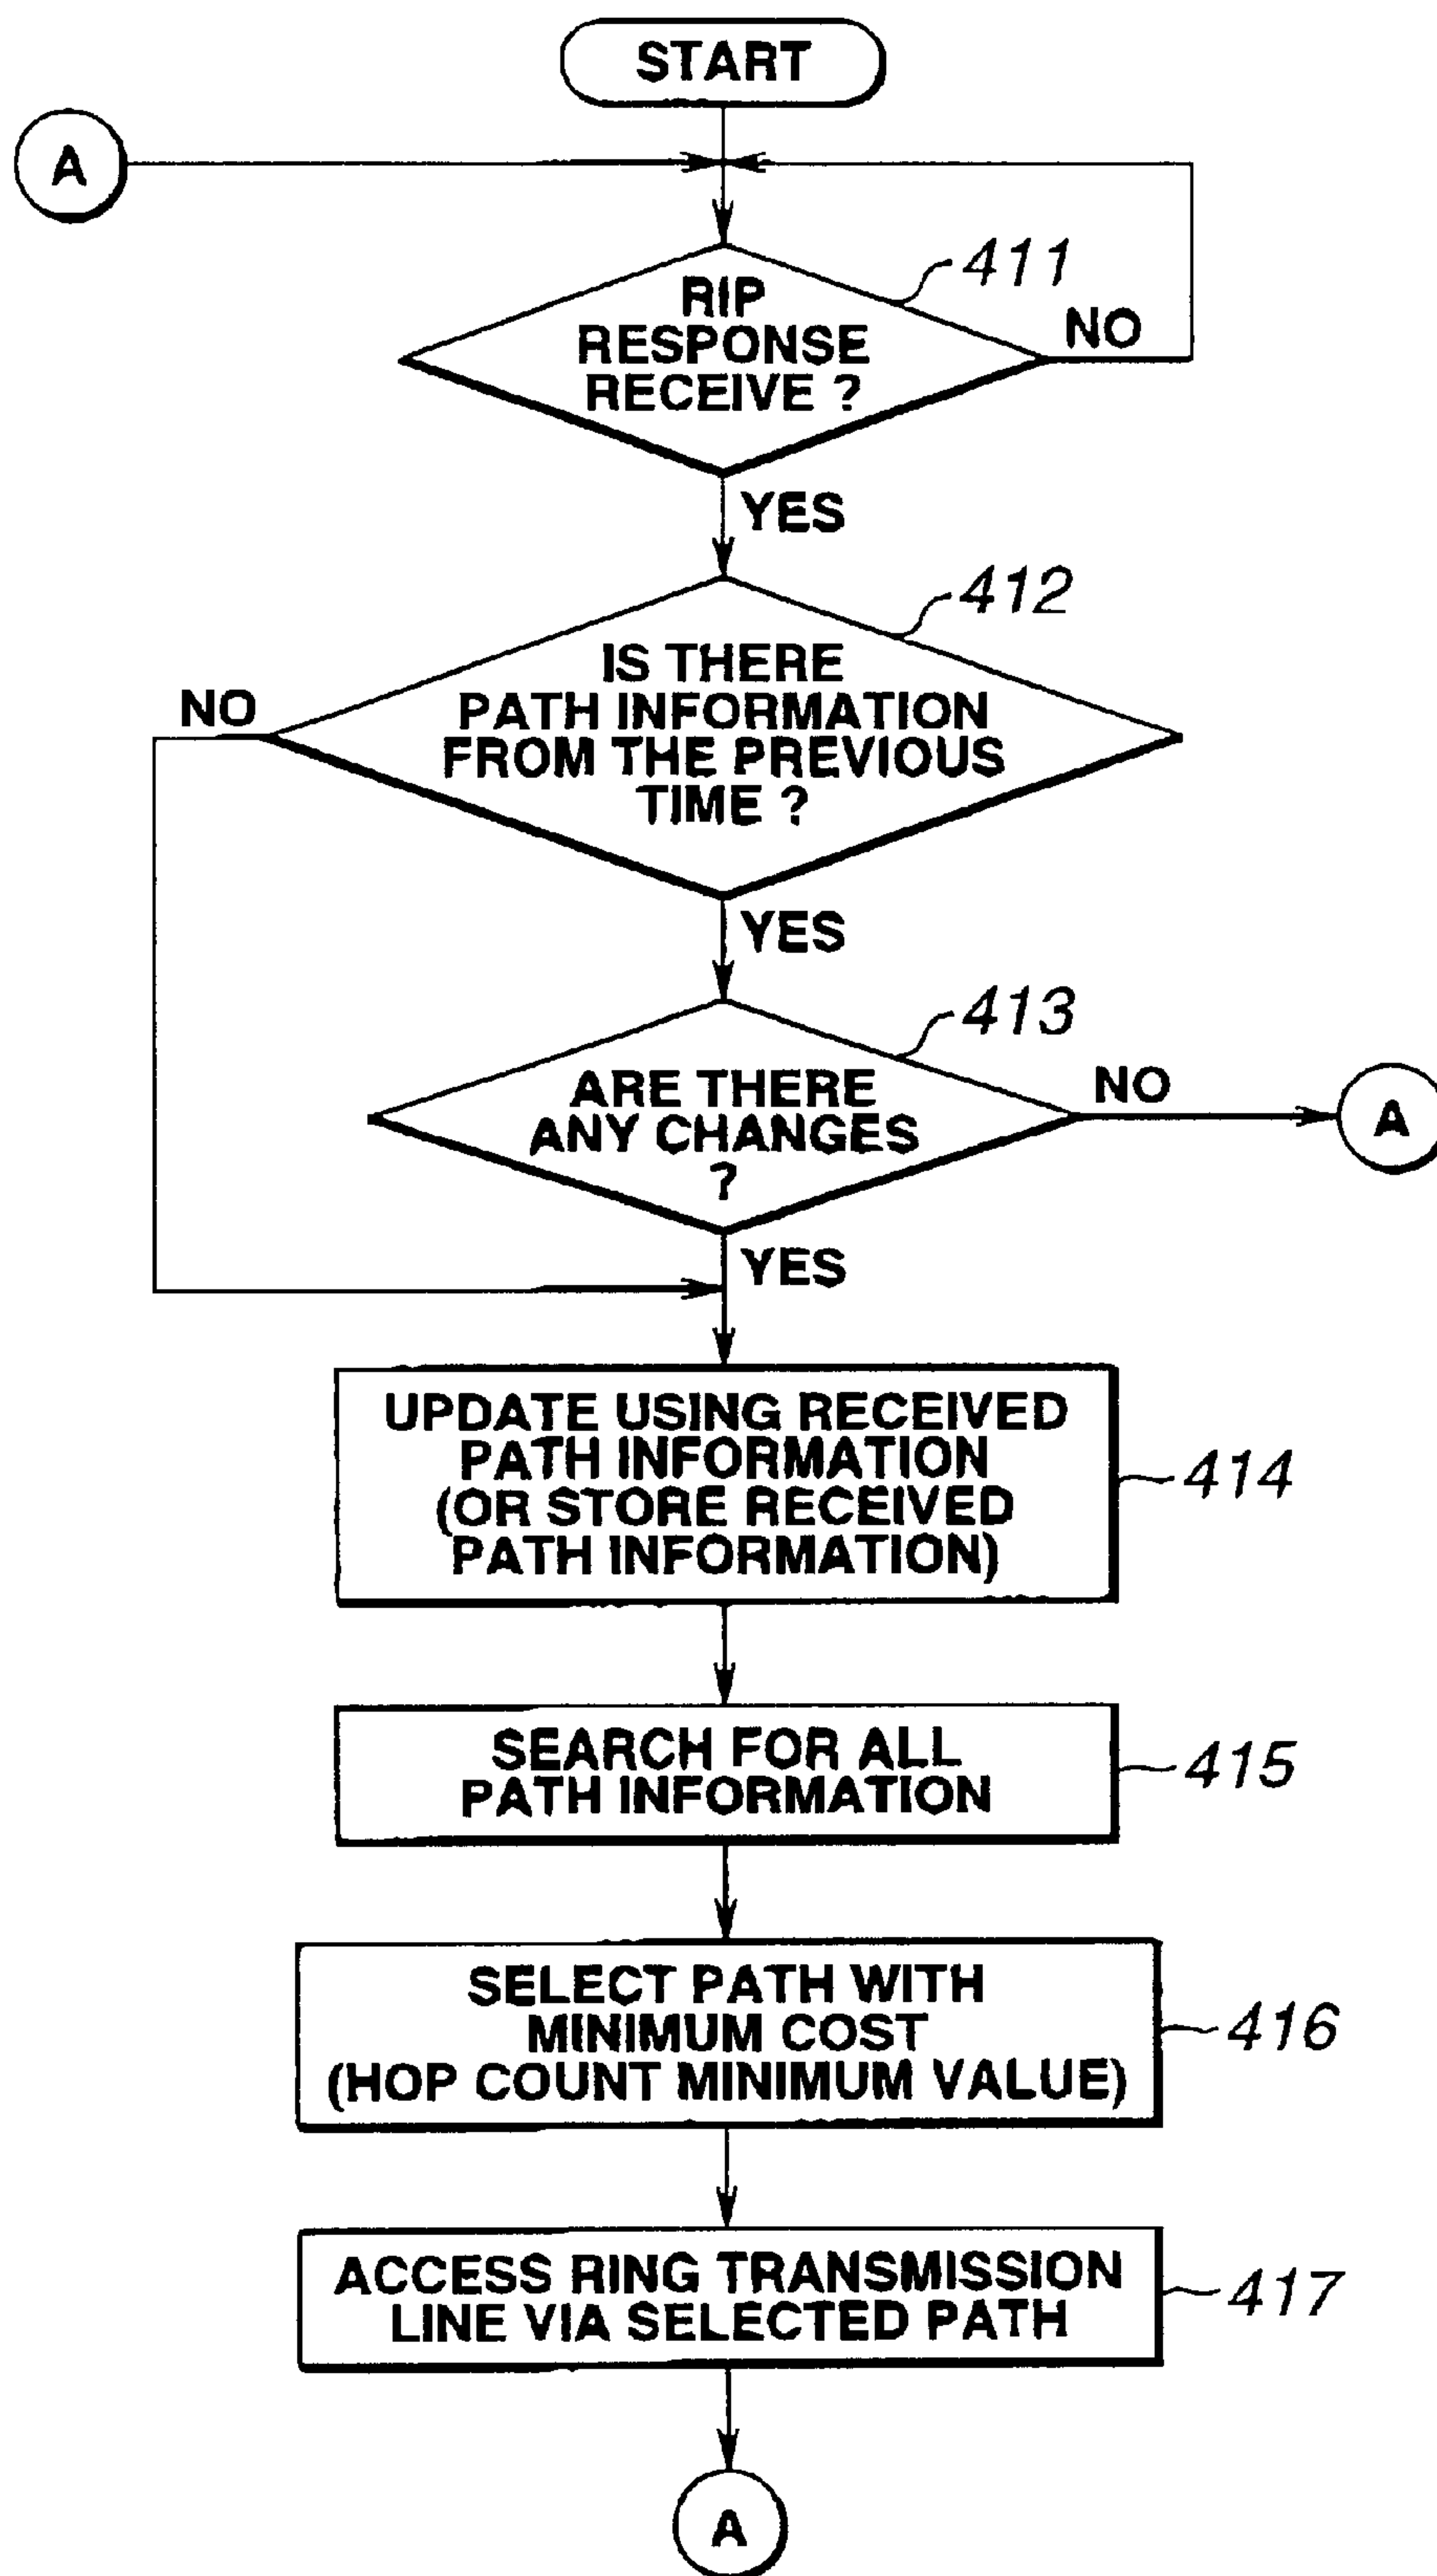 START
A
411
RIP
RESPONSE
RECEIVE ?
NO
YES
412
IS THERE
PATH INFORMATION
FROM THE PREVIOUS
TIME ?
NO
YES
413
ARE THERE
ANY CHANGES
?
NO
A
YES
UPDATE USING RECEIVED
PATH INFORMATION
(OR STORE RECEIVED
PATH INFORMATION)
414
SEARCH FOR ALL
PATH INFORMATION
415
SELECT PATH WITH
MINIMUM COST
(HOP COUNT MINIMUM VALUE)
416
ACCESS RING TRANSMISSION
LINE VIA SELECTED PATH
417
A